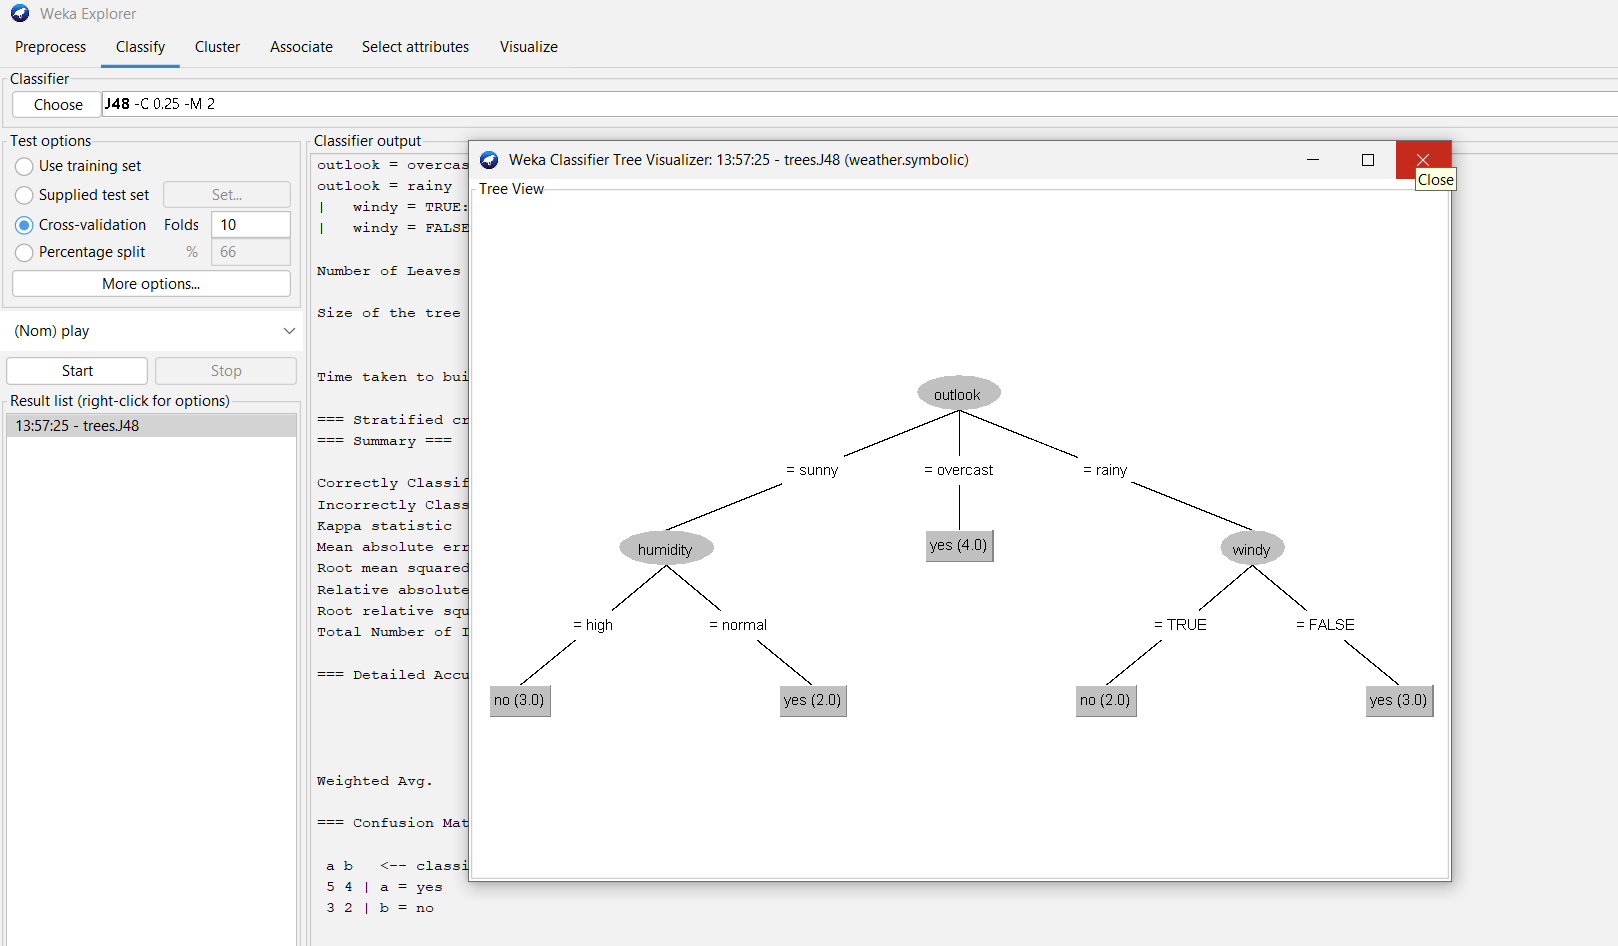 Weka Explorer
Preprocess Classify Cluster Associate Select attributes Visualize
Classifier
Choose J48 -C 0.25 -M 2
Test options
Use training set
Supplied test set Set...
Cross-validation Folds 10
Percentage split % 66
More options...
(Nom) play
Start Stop
Result list (right-click for options)
13:57:25 - trees.J48
Classifier output
outlook = overcas
outlook = rainy
| windy = TRUE:
| windy = FALSE
Number of Leaves
Size of the tree
Time taken to bui
=== Stratified cr
=== Summary ===
Correctly Classif
Incorrectly Class
Kappa statistic
Mean absolute err
Root mean squared
Relative absolute
Root relative squ
Total Number of I
=== Detailed Accu
Weighted Avg.
=== Confusion Mat
a b <-- classi
5 4 | a = yes
3 2 | b = no
Weka Classifier Tree Visualizer: 13:57:25 - trees.J48 (weather.symbolic)
Close
Tree View
outlook
= sunny = overcast = rainy
humidity yes (4.0) windy
= high = normal = TRUE = FALSE
no (3.0) yes (2.0) no (2.0) yes (3.0)